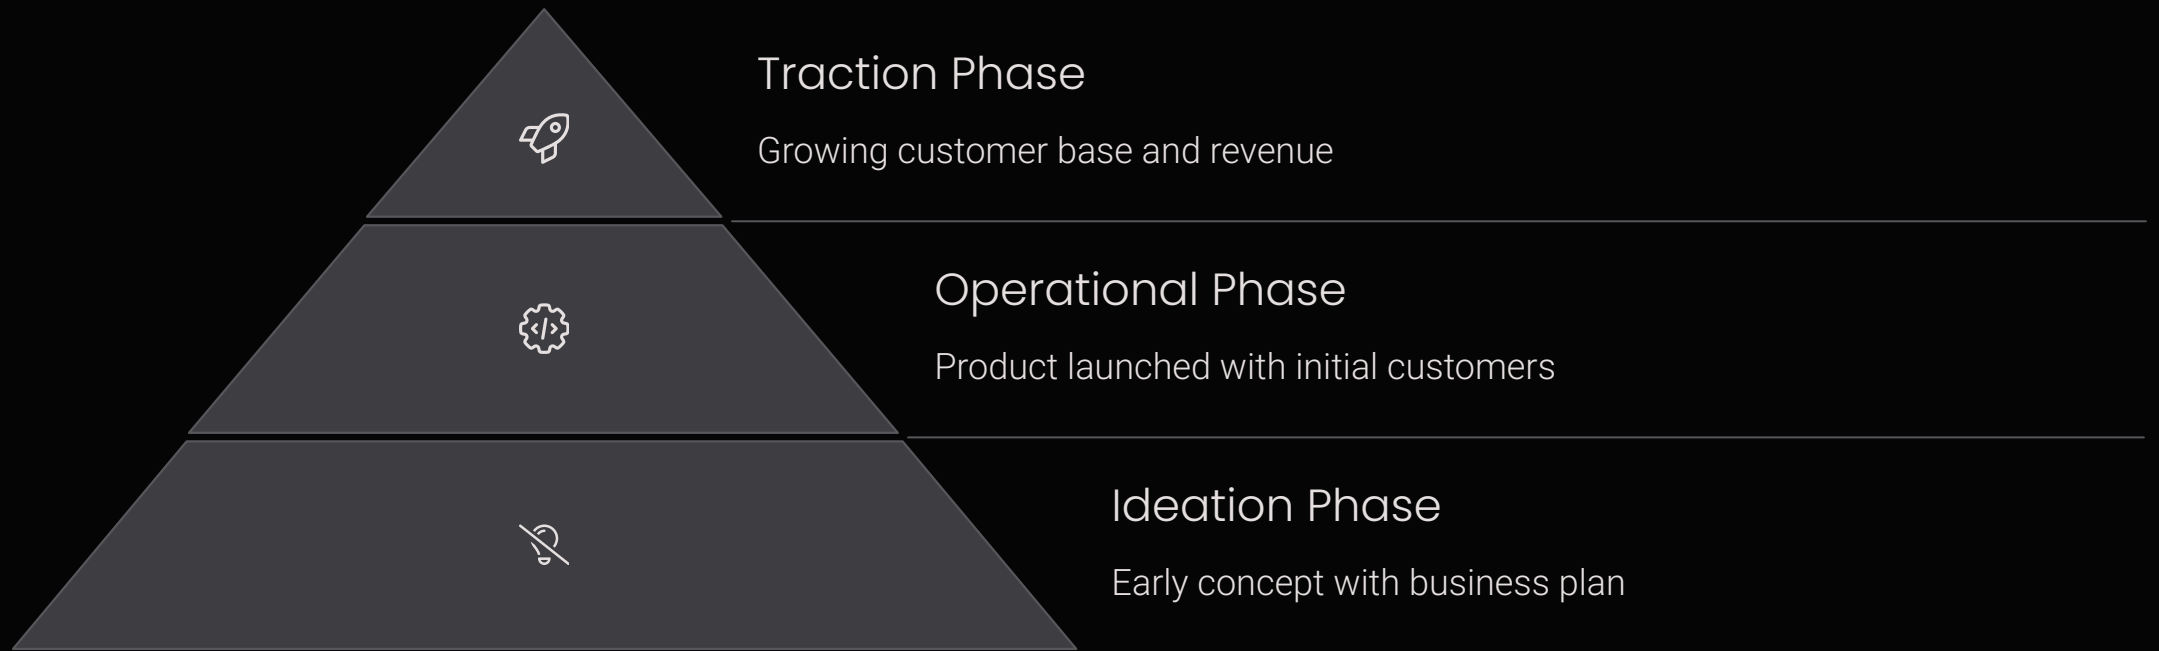 Traction Phase
Growing customer base and revenue
Operational Phase
Product launched with initial customers
Ideation Phase
Early concept with business plan